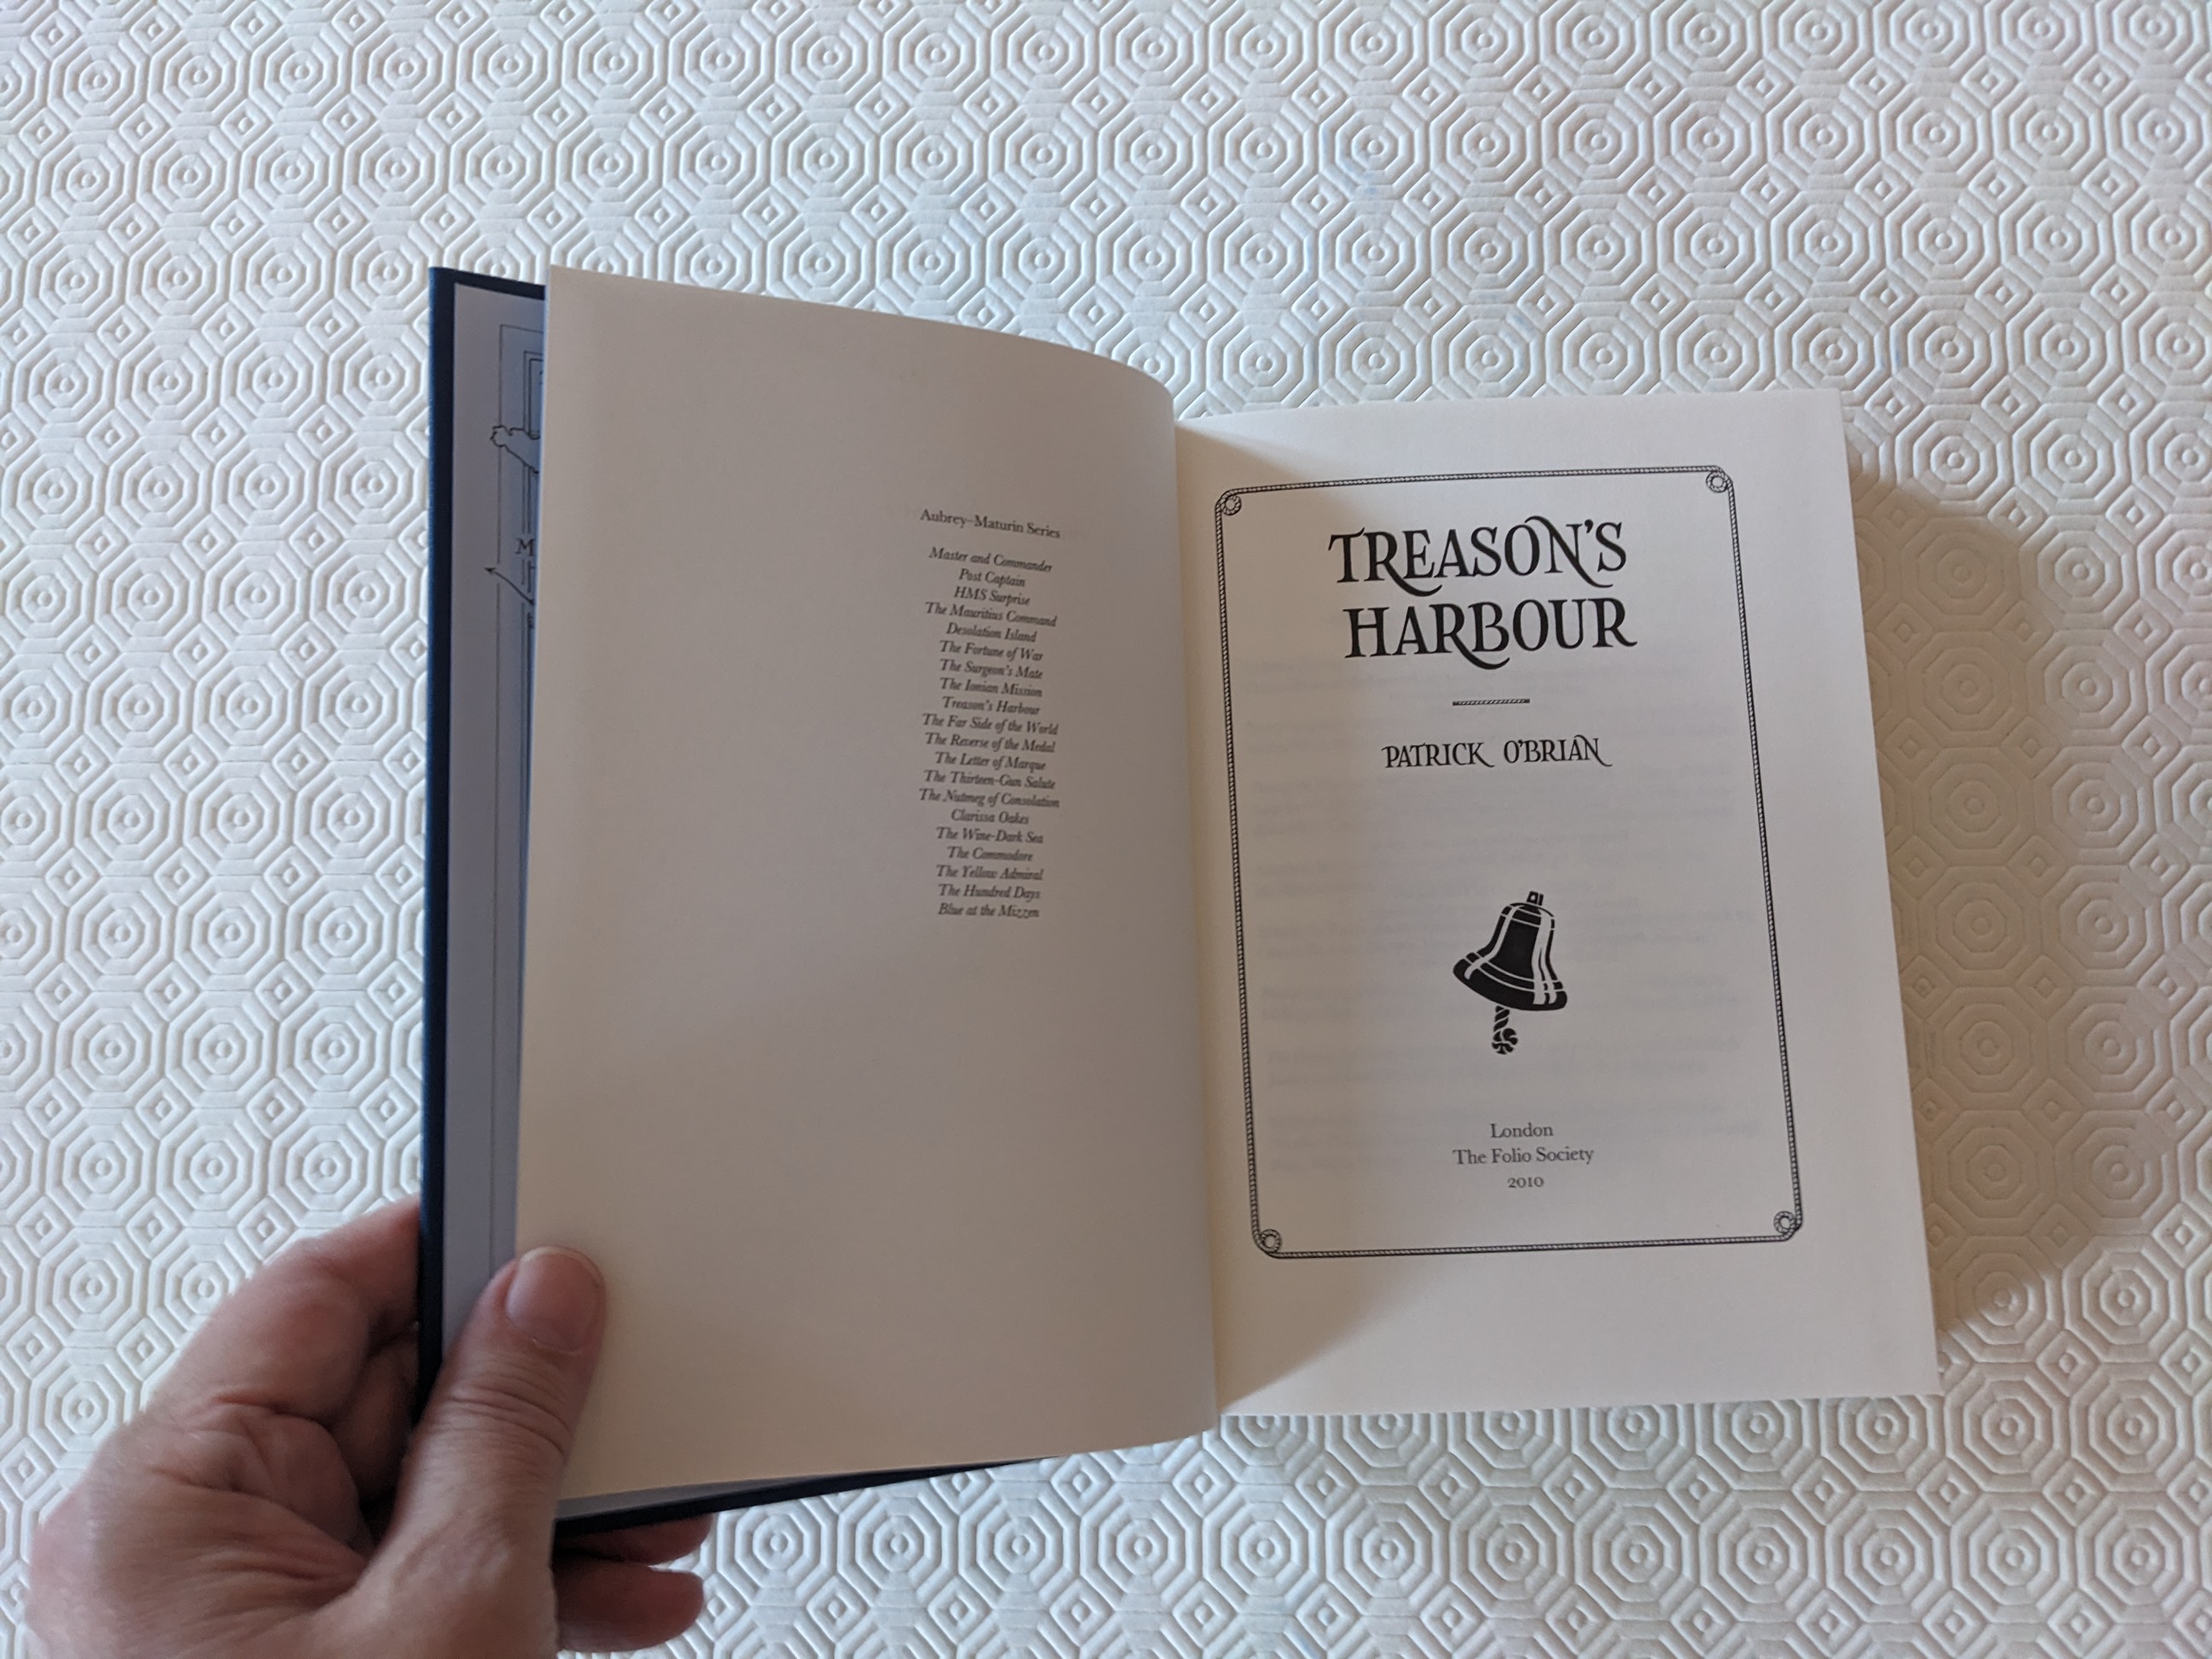 Aubrey–Maturin Series
Master and Commander
Post Captain
HMS Surprise
The Mauritius Command
Desolation Island
The Fortune of War
The Surgeon's Mate
The Ionian Mission
Treason's Harbour
The Far Side of the World
The Reverse of the Medal
The Letter of Marque
The Thirteen-Gun Salute
The Nutmeg of Consolation
Clarissa Oakes
The Wine-Dark Sea
The Commodore
The Yellow Admiral
The Hundred Days
Blue at the Mizzen
TREASON'S
HARBOUR
PATRICK O'BRIAN
London
The Folio Society
2010